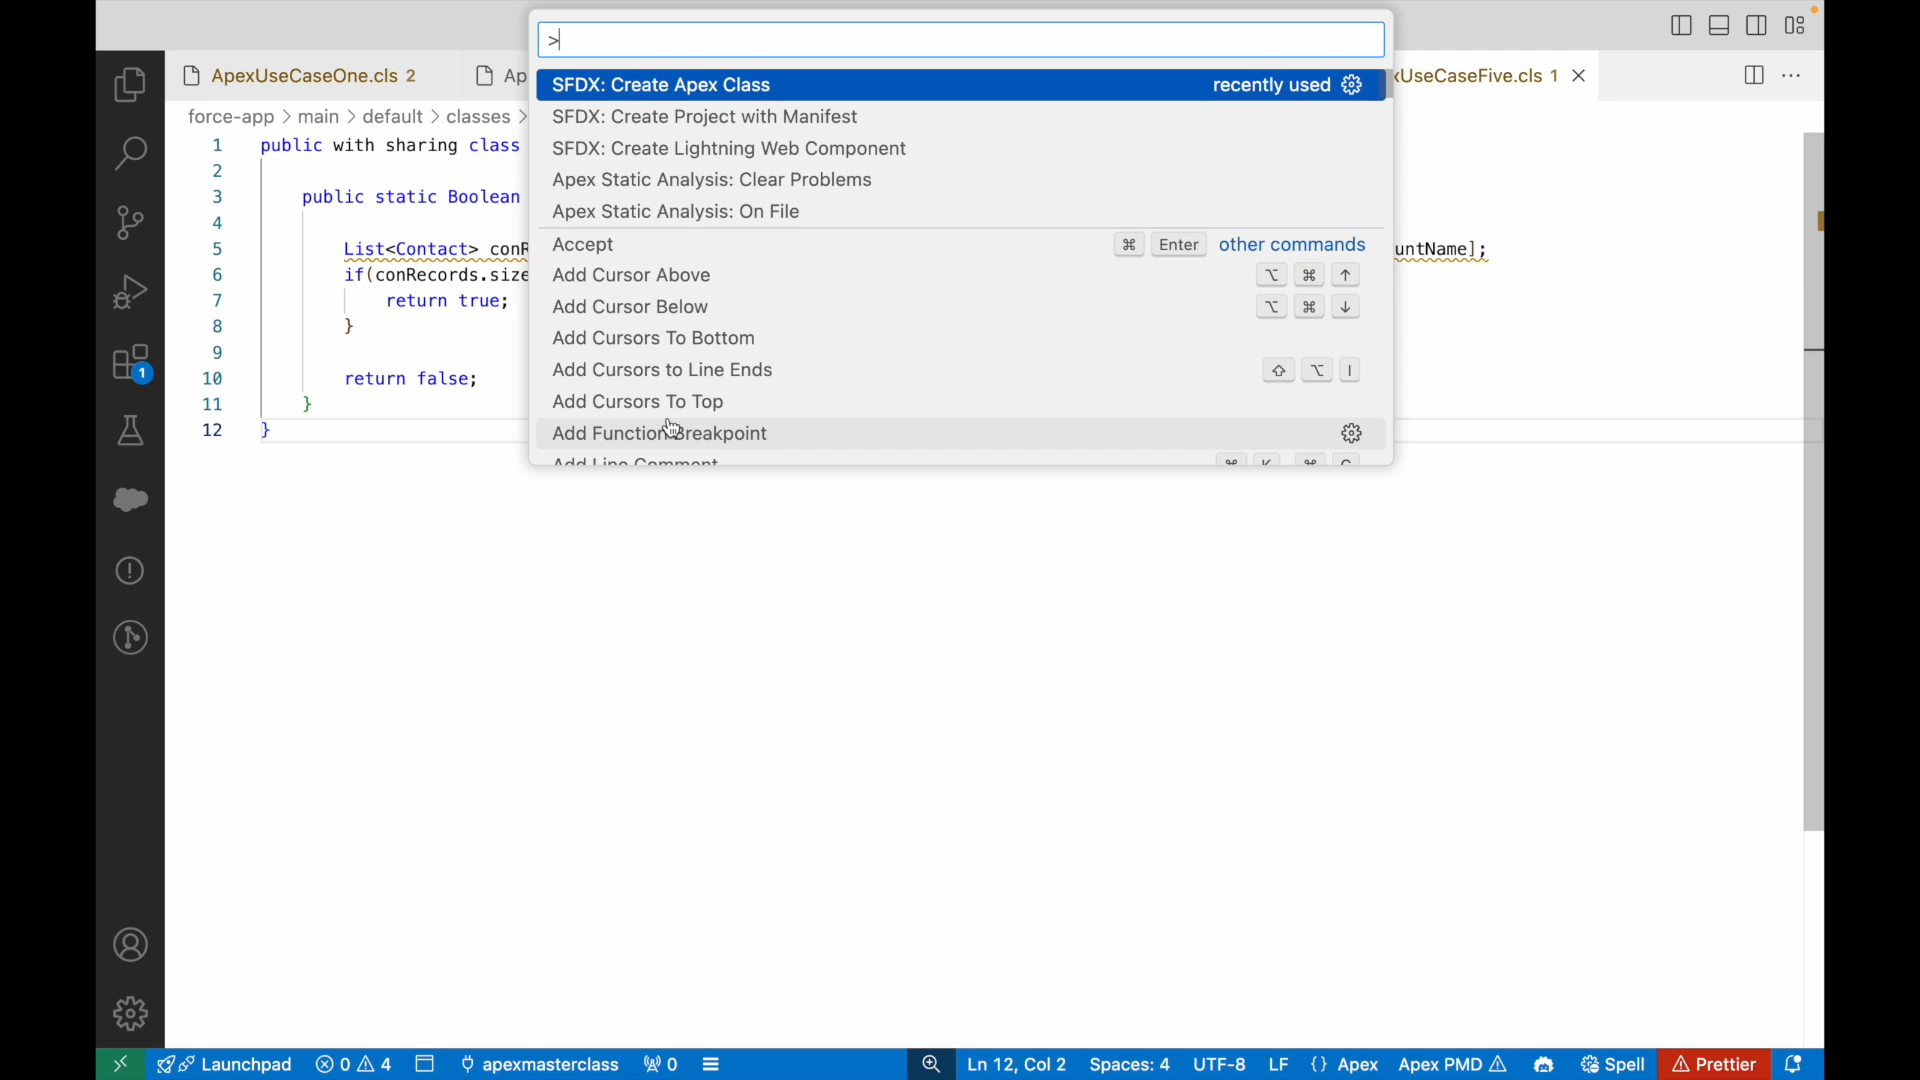 >
SFDX: Create Apex Class recently used
SFDX: Create Project with Manifest
SFDX: Create Lightning Web Component
Apex Static Analysis: Clear Problems
Apex Static Analysis: On File
Accept ⌘ Enter other commands
Add Cursor Above ⌥ ⌘ ↑
Add Cursor Below ⌥ ⌘ ↓
Add Cursors To Bottom
Add Cursors to Line Ends ⇧ ⌥ I
Add Cursors To Top
Add Function Breakpoint
Add Line Comment ⌘ K ⌘ C
ApexUseCaseOne.cls 2
Ap
xUseCaseFive.cls 1
force-app > main > default > classes >
1 public with sharing class
2
3 public static Boolean
4
5 List<Contact> conR untName];
6 if(conRecords.size
7 return true;
8 }
9
10 return false;
11 }
12 }
1
Launchpad 0 4 apexmasterclass 0 Ln 12, Col 2 Spaces: 4 UTF-8 LF {} Apex Apex PMD Spell Prettier